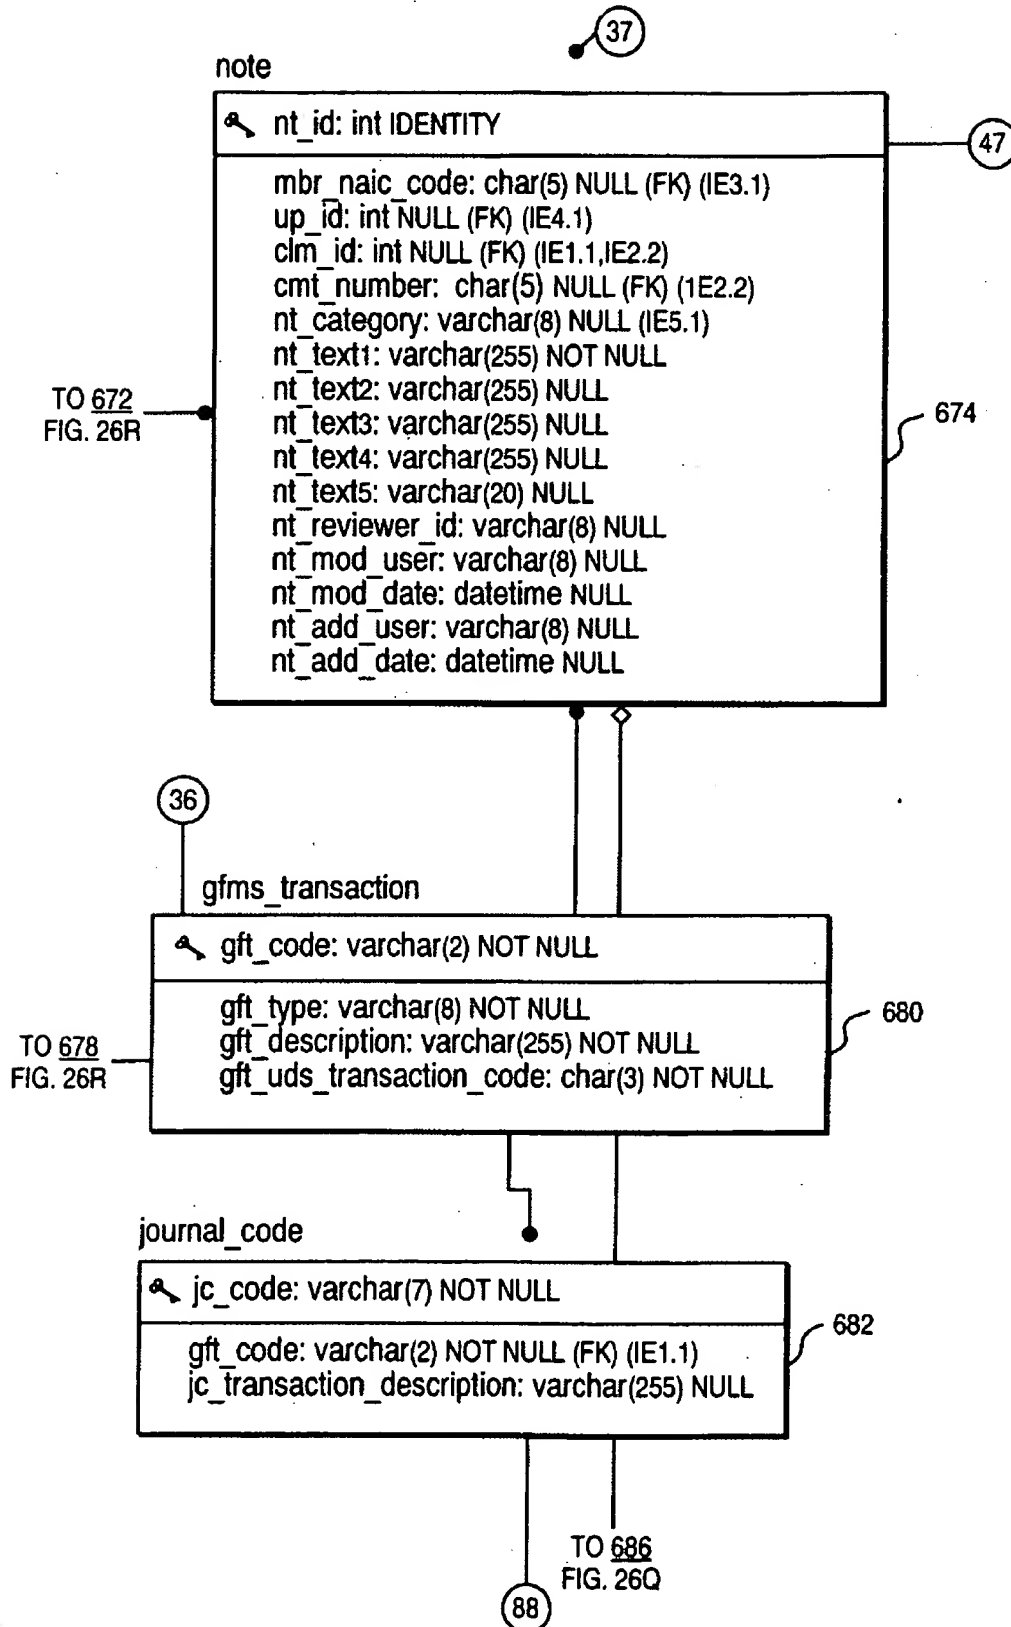 37
note
nt_id: int IDENTITY
47
mbr_naic_code: char(5) NULL (FK) (IE3.1)
up_id: int NULL (FK) (IE4.1)
clm_id: int NULL (FK) (IE1.1,IE2.2)
cmt_number: char(5) NULL (FK) (1E2.2)
nt_category: varchar(8) NULL (IE5.1)
nt_text1: varchar(255) NOT NULL
nt_text2: varchar(255) NULL
nt_text3: varchar(255) NULL
nt_text4: varchar(255) NULL
nt_text5: varchar(20) NULL
nt_reviewer_id: varchar(8) NULL
nt_mod_user: varchar(8) NULL
nt_mod_date: datetime NULL
nt_add_user: varchar(8) NULL
nt_add_date: datetime NULL
TO 672
FIG. 26R
674
36
gfms_transaction
gft_code: varchar(2) NOT NULL
gft_type: varchar(8) NOT NULL
gft_description: varchar(255) NOT NULL
gft_uds_transaction_code: char(3) NOT NULL
680
TO 678
FIG. 26R
journal_code
jc_code: varchar(7) NOT NULL
gft_code: varchar(2) NOT NULL (FK) (IE1.1)
jc_transaction_description: varchar(255) NULL
682
TO 686
FIG. 26Q
88